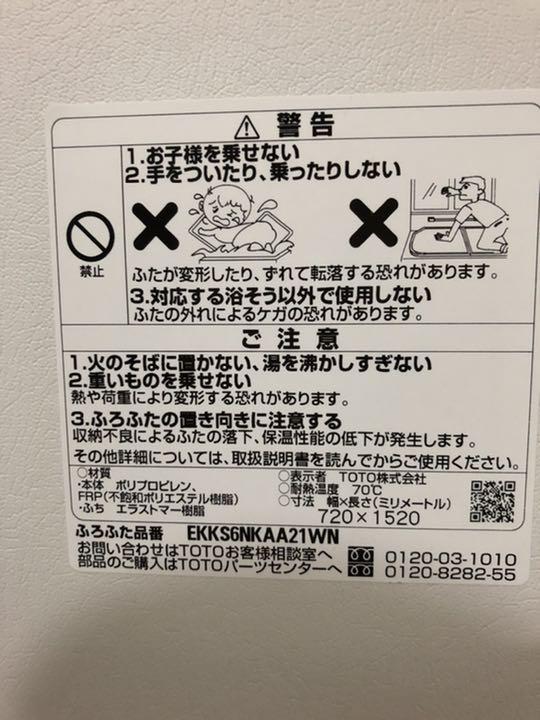 警告
1.お子様を乗せない
2.手をついたり、乗ったりしない
禁止
ふたが変形したり、ずれて転落する恐れがあります。
3.対応する浴そう以外で使用しない
ふたの外れによるケガの恐れがあります。
ご注意
1.火のそばに置かない、湯を沸かしすぎない
2.重いものを乗せない
熱や荷重により変形する恐れがあります。
3.ふろふたの置き向きに注意する
収納不良によるふたの落下、保温性能の低下が発生します。
その他詳細については、取扱説明書を読んでからご使用ください。
○材質
・本体 ポリプロピレン、
FRP(不飽和ポリエステル樹脂)
・ふち エラストマー樹脂
○表示者 TOTO株式会社
○耐熱温度 70℃
○寸法 幅×長さ(ミリメートル)
720×1520
ふろふた品番 EKKS6NKAA21WN
お問い合わせはTOTOお客様相談室へ 0120-03-1010
部品のご購入はTOTOパーツセンターへ 0120-8282-55